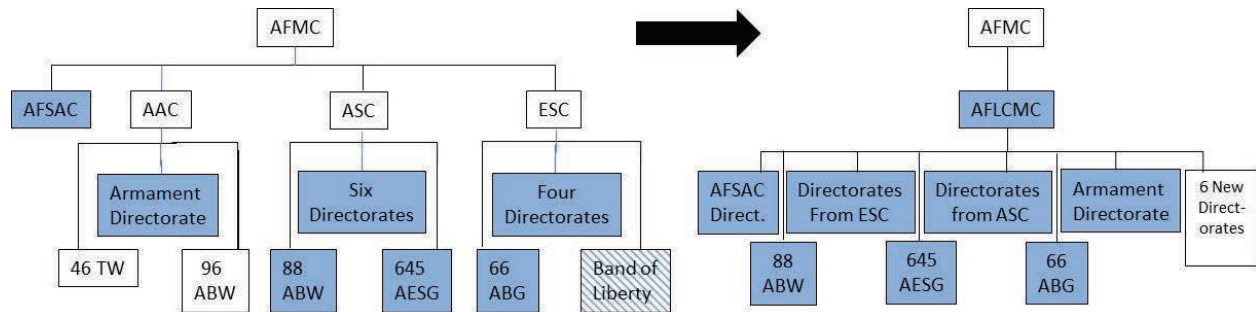 AFMC
AFSAC
AAC
ASC
ESC
Armament
Directorate
Six
Directorates
Four
Directorates
46 TW
96
ABW
88
ABW
645
AESG
66
ABG
Band of
Liberty
AFMC
AFLCMC
AFSAC
Direct.
Directorates
From ESC
Directorates
from ASC
Armament
Directorate
6 New
Direct-
orates
88
ABW
645
AESG
66
ABG